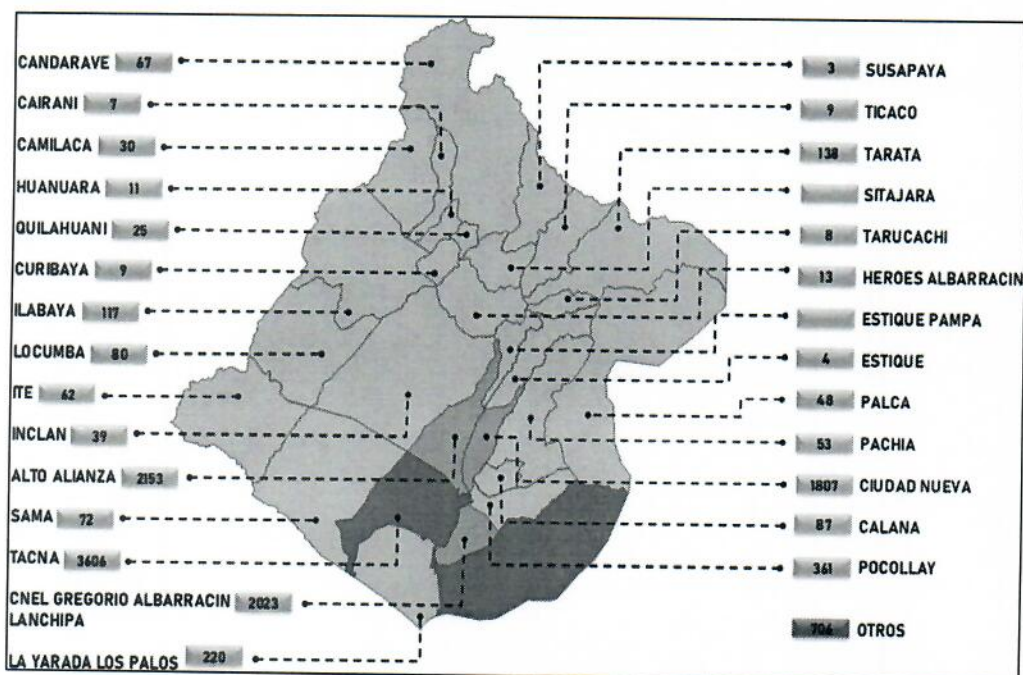 CANDARAVE 67
CAIRANI 7
CAMILACA 30
HUANUARA 11
QUILAHUANI 25
CURIBAYA 9
ILABAYA 117
LOCUMBA 80
ITE 62
INCLAN 39
ALTO ALIANZA 2153
SAMA 72
TACNA 3606
CNEL GREGORIO ALBARRACIN 2023
LANCHIPA
LA YARADA LOS PALOS 220
3 SUSAPAYA
9 TICACO
138 TARATA
SITAJARA
8 TARUCACHI
13 HEROES ALBARRACIN
ESTIQUE PAMPA
4 ESTIQUE
48 PALCA
53 PACHIA
1807 CIUDAD NUEVA
87 CALANA
361 POCOLLAY
706 OTROS